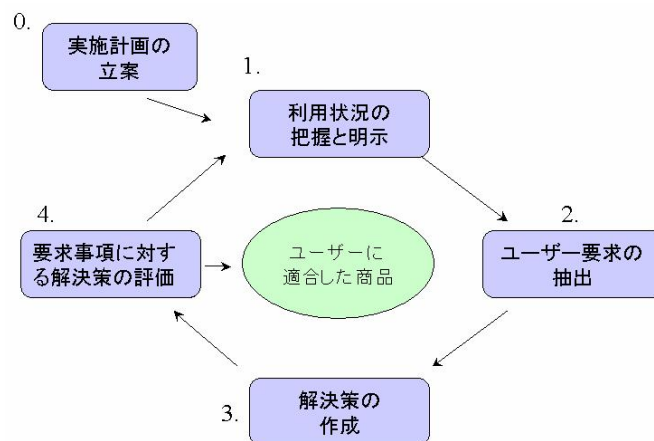 0.
実施計画の
立案
1.
利用状況の
把握と明示
2.
ユーザー要求の
抽出
3.
解決策の
作成
4.
要求事項に対す
る解決策の評価
ユーザーに
適合した商品